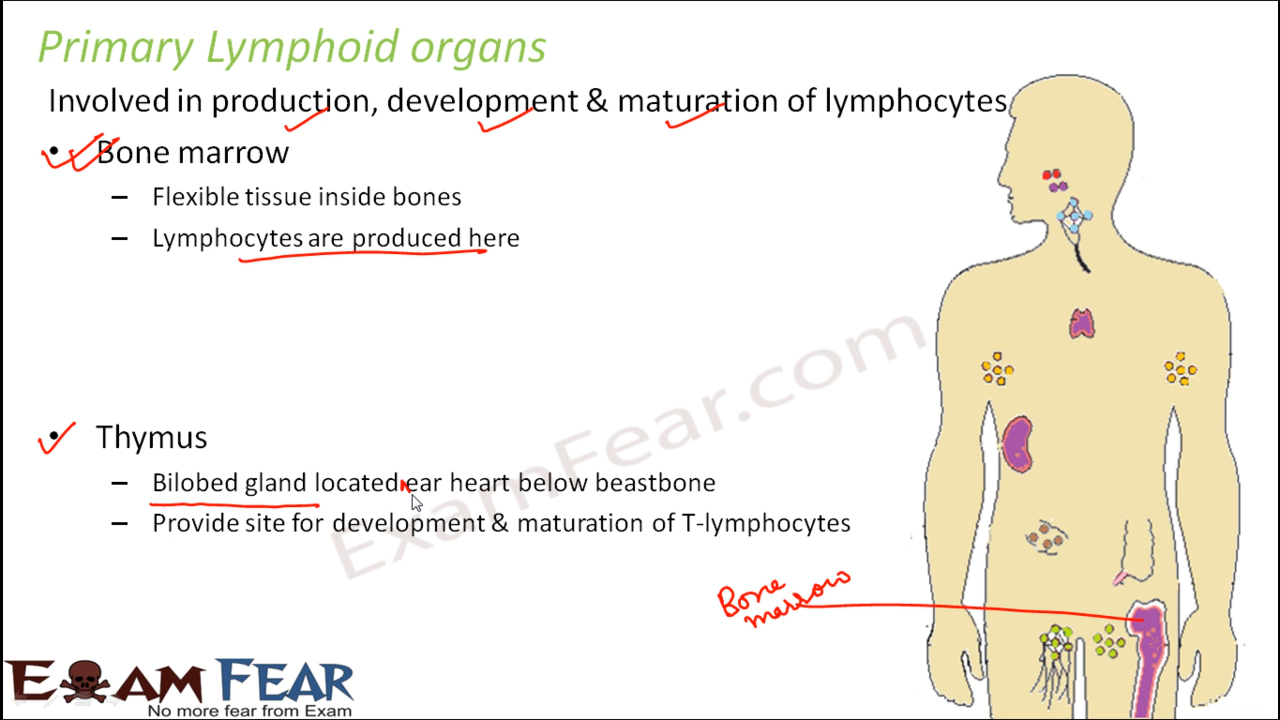 Primary Lymphoid organs
Involved in production, development & maturation of lymphocytes
• Bone marrow
– Flexible tissue inside bones
– Lymphocytes are produced here
• Thymus
– Bilobed gland located near heart below beastbone
– Provide site for development & maturation of T-lymphocytes
Bone
marrow
ExamFear.com
EXAM FEAR
No more fear from Exam